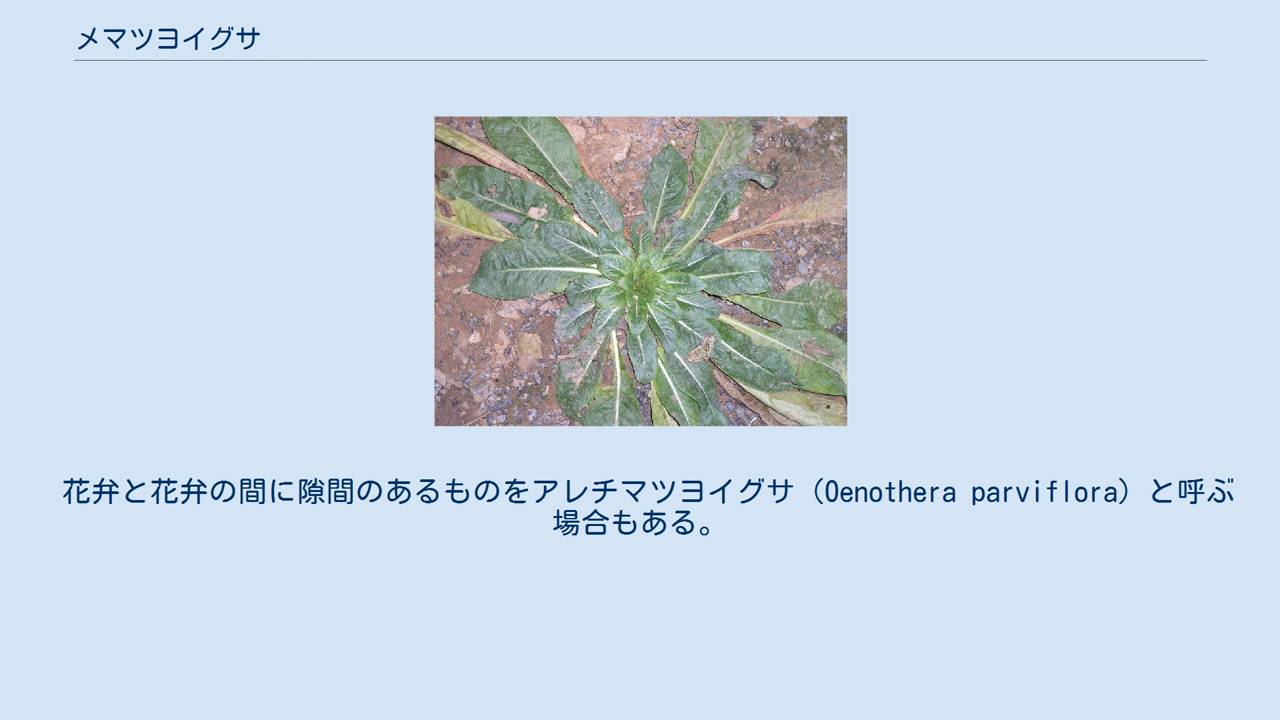 メマツヨイグサ
花弁と花弁の間に隙間のあるものをアレチマツヨイグサ（Oenothera parviflora）と呼ぶ
場合もある。